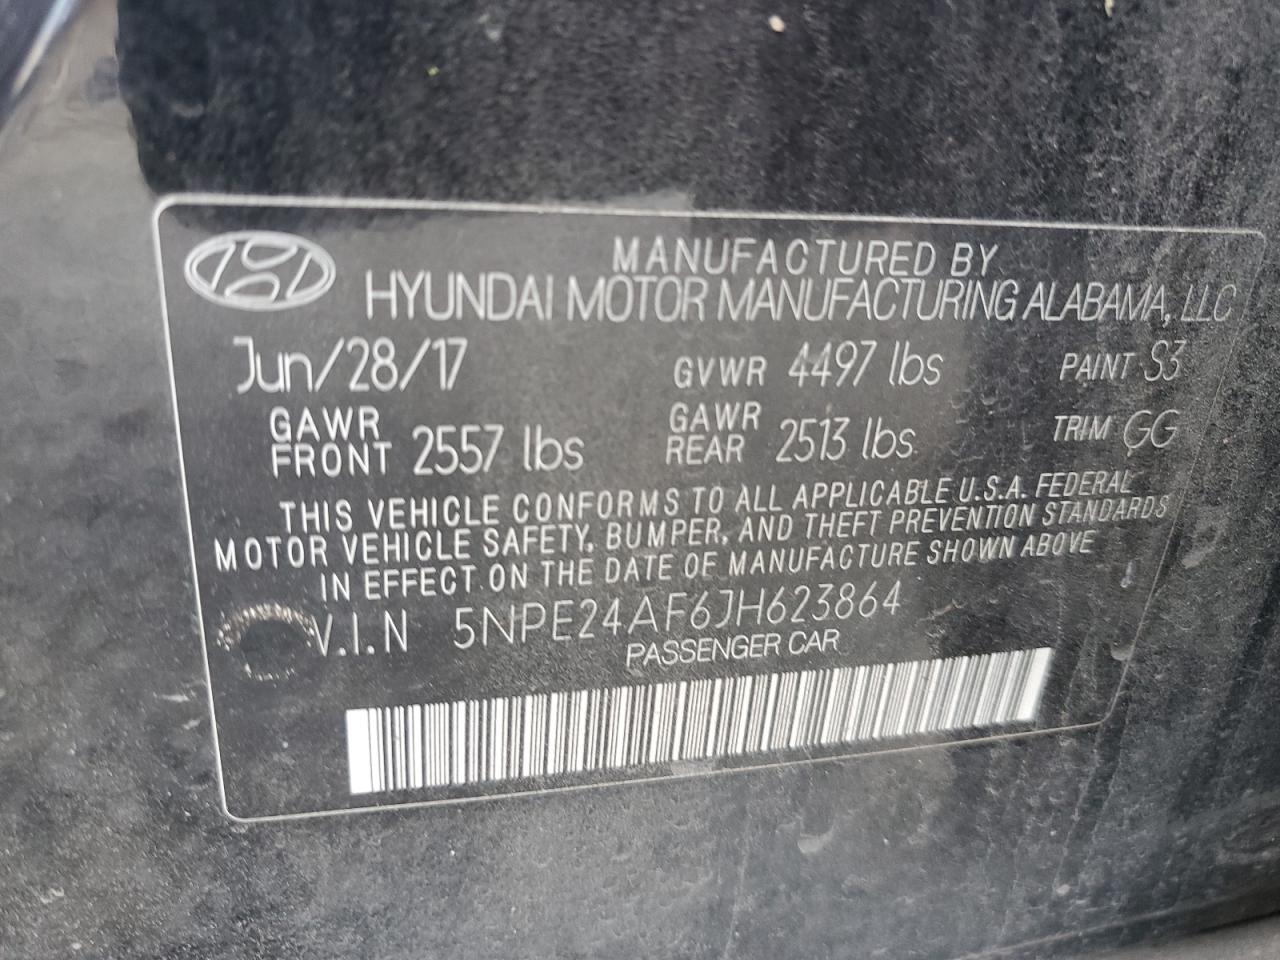 MANUFACTURED BY
HYUNDAI MOTOR MANUFACTURING ALABAMA, LLC
Jun/28/17 GVWR 4497 lbs PAINT S3
GAWR FRONT 2557 lbs GAWR REAR 2513 lbs TRIM GG
THIS VEHICLE CONFORMS TO ALL APPLICABLE U.S.A. FEDERAL
MOTOR VEHICLE SAFETY, BUMPER, AND THEFT PREVENTION STANDARDS
IN EFFECT ON THE DATE OF MANUFACTURE SHOWN ABOVE
V.I.N 5NPE24AF6JH623864
PASSENGER CAR